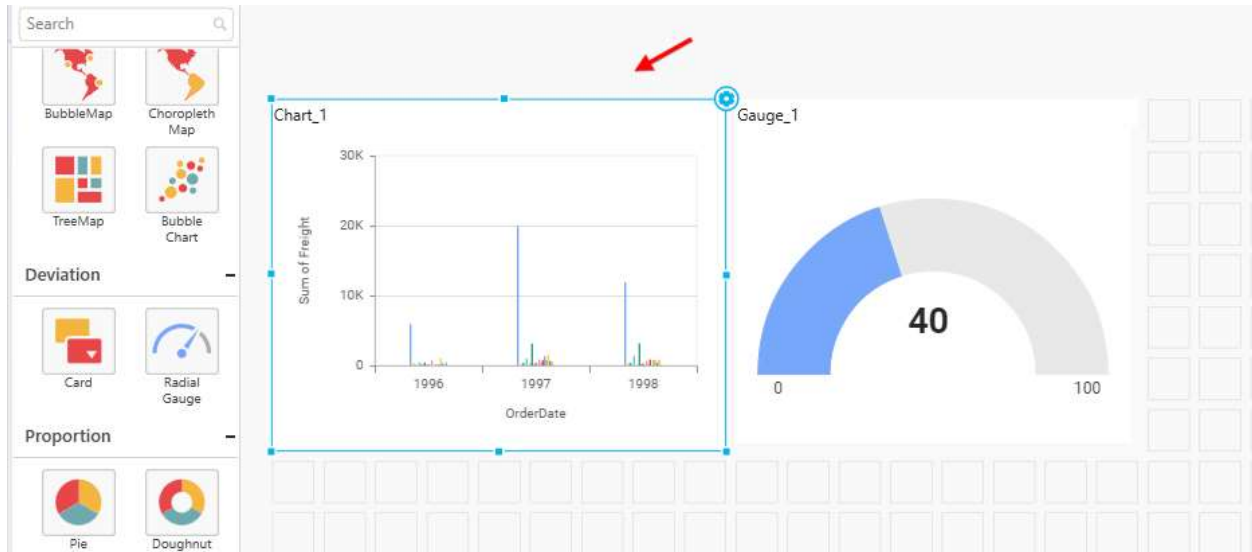 Search
BubbleMap
Choropleth
Map
TreeMap
Bubble
Chart
Deviation
Card
Radial
Gauge
Proportion
Pie
Doughnut
Chart_1
30K
20K
10K
0
Sum of Freight
1996
1997
1998
OrderDate
Gauge_1
40
0
100